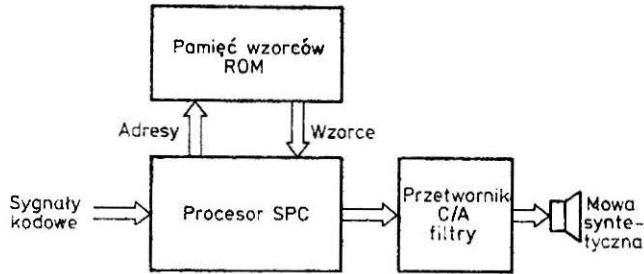 Pamięć wzorców
ROM
Adresy
Wzorce
Sygnały
kodowe
Procesor SPC
Przetwornik
C/A
filtry
Mowa
synte-
tyczna